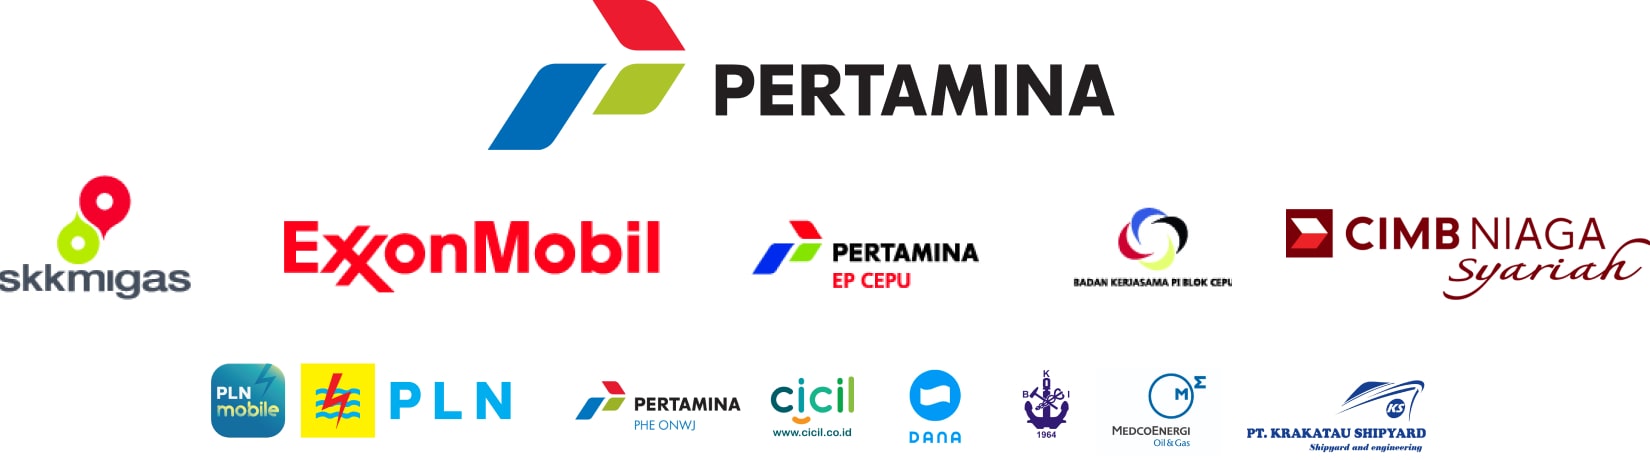 PERTAMINA
skkmigas
ExxonMobil
PERTAMINA
EP CEPU
BADAN KERJASAMA PI BLOK CEPU
CIMB NIAGA
Syariah
PLN
mobile
PLN
PERTAMINA
PHE ONWJ
cicil
www.cicil.co.id
DANA
K
B I
1964
M Σ
MEDCOENERGI
Oil & Gas
KS
PT. KRAKATAU SHIPYARD
Shipyard and engineering